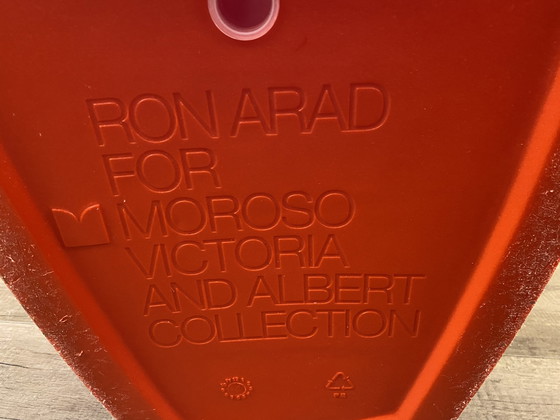 RON ARAD
FOR
MOROSO
VICTORIA
AND ALBERT
COLLECTION